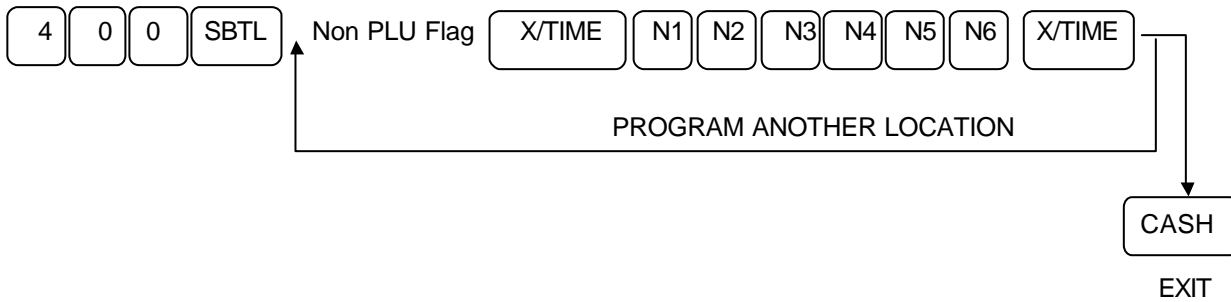 4 0 0 SBTL Non PLU Flag X/TIME N1 N2 N3 N4 N5 N6 X/TIME
PROGRAM ANOTHER LOCATION
CASH
EXIT